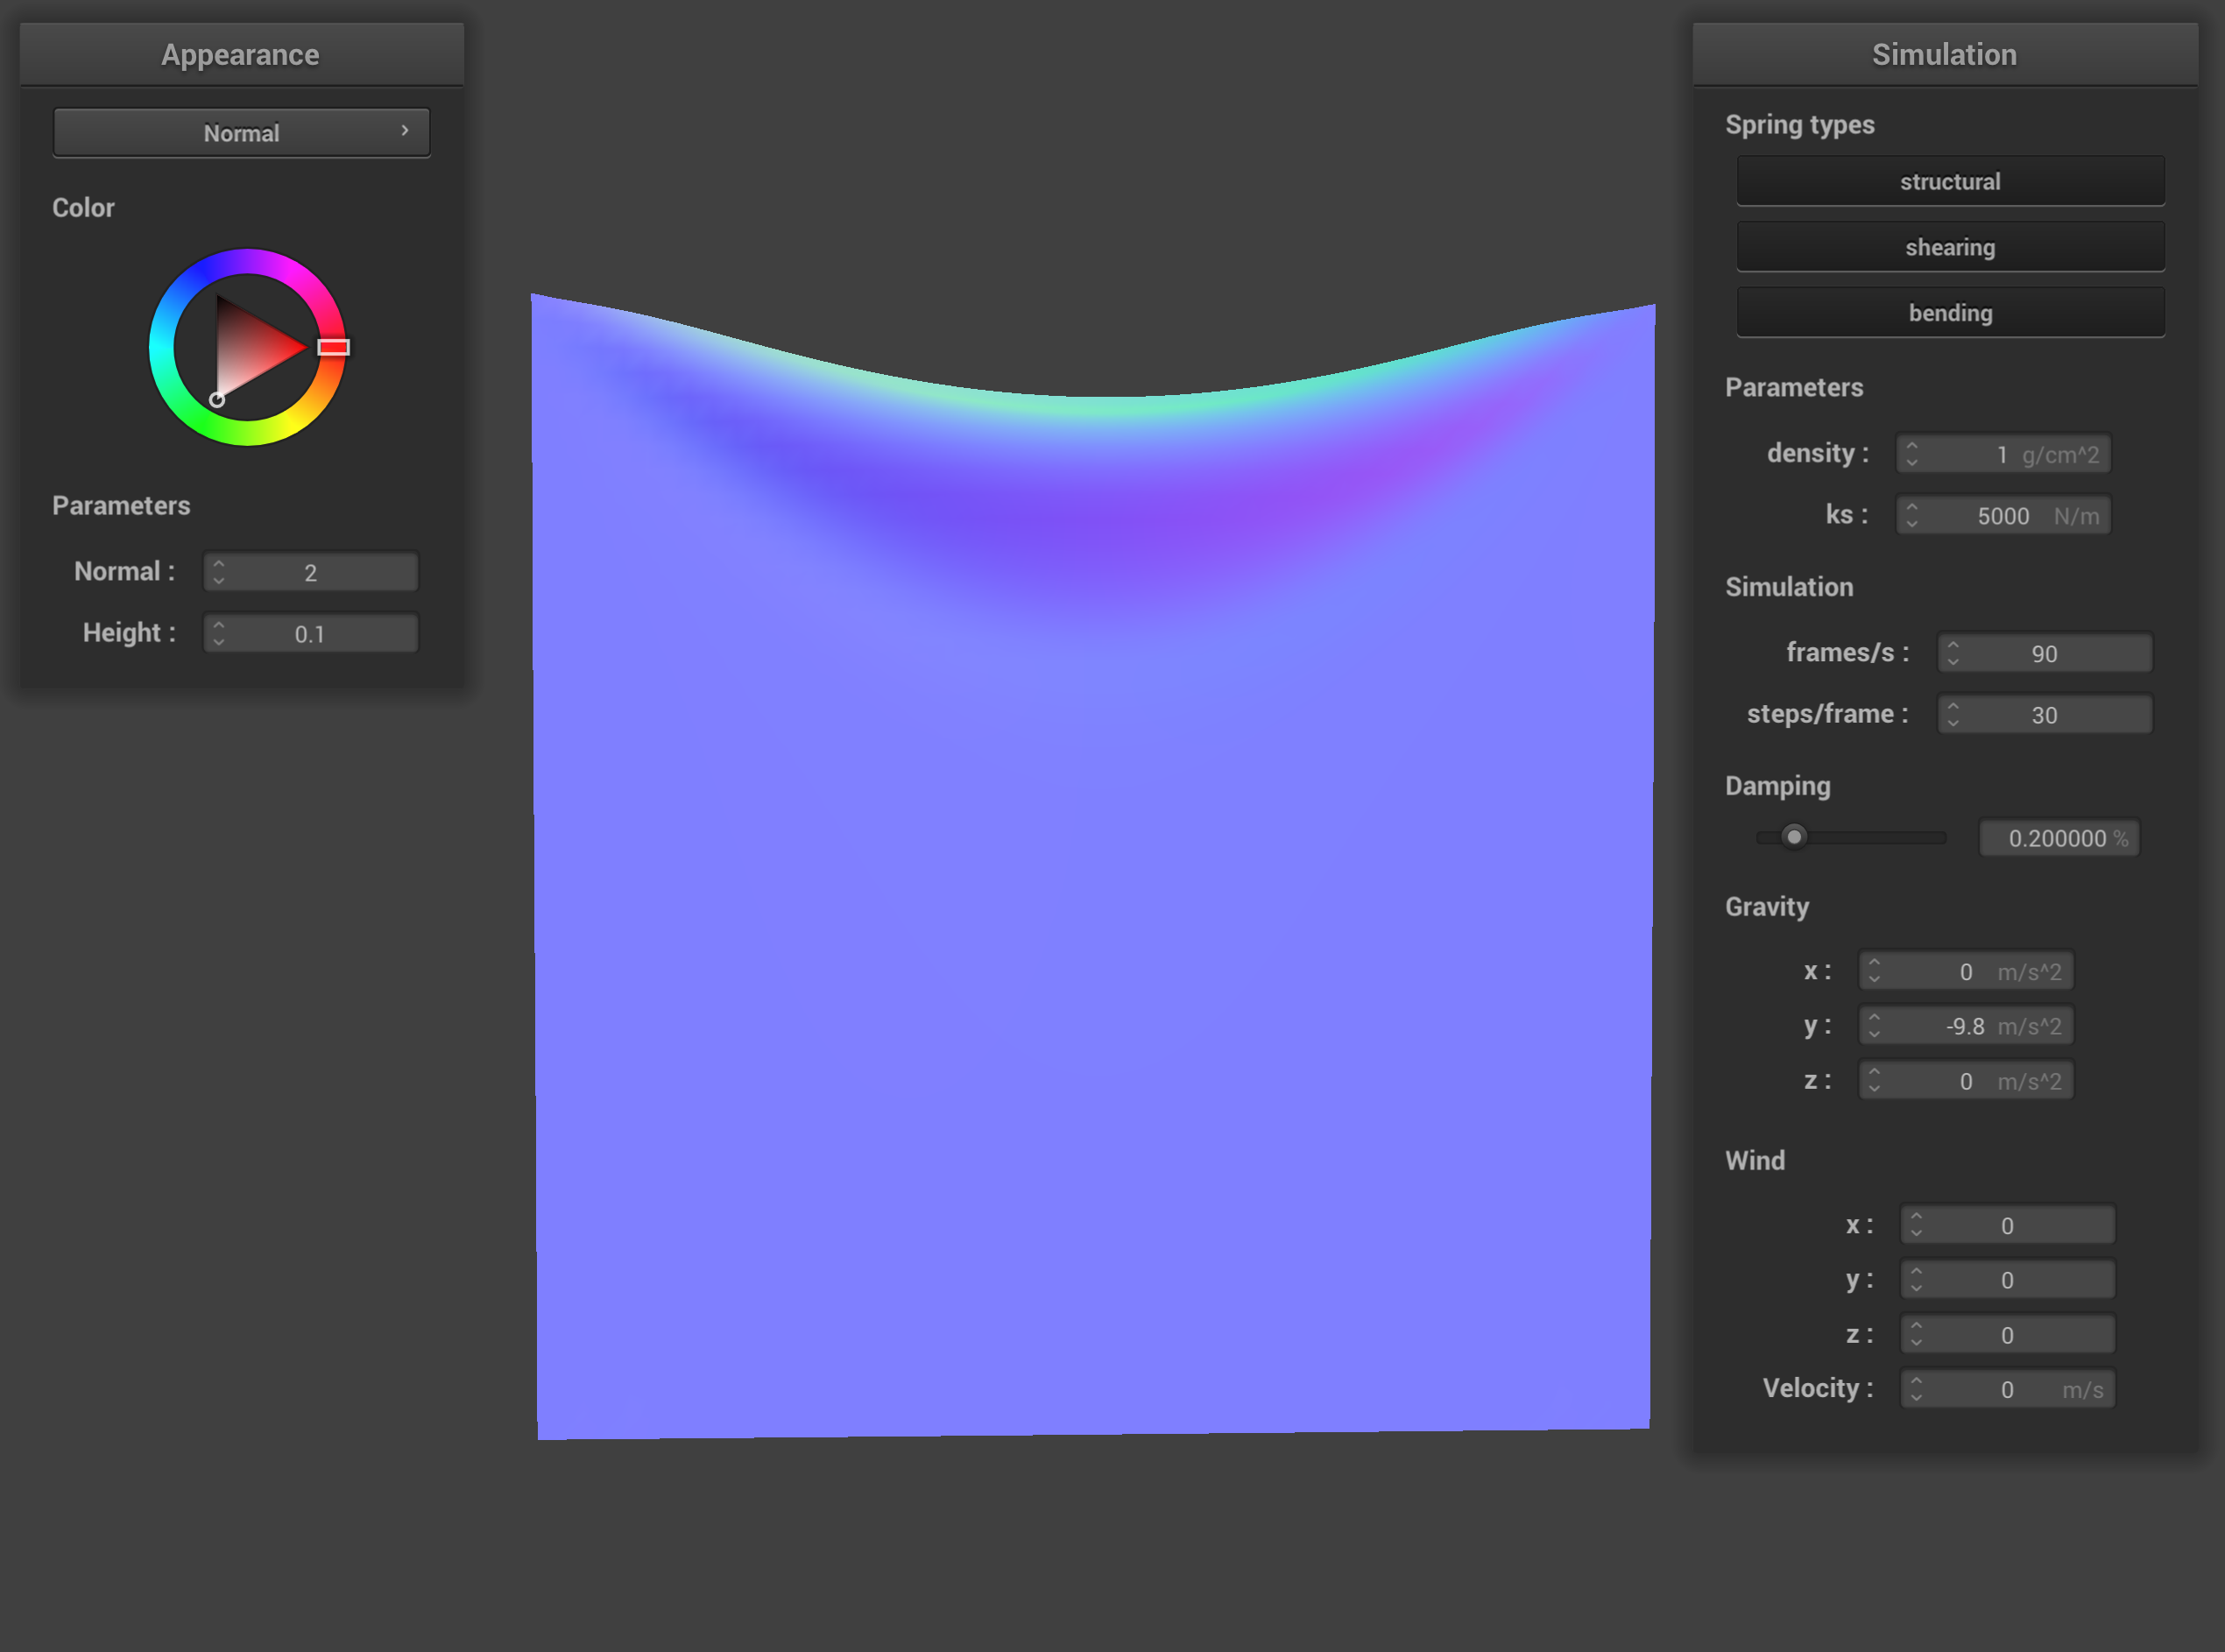 Appearance
Normal
Color
Parameters
Normal : 2
Height : 0.1
Simulation
Spring types
structural
shearing
bending
Parameters
density : 1 g/cm^2
ks : 5000 N/m
Simulation
frames/s : 90
steps/frame : 30
Damping
0.200000 %
Gravity
x : 0 m/s^2
y : -9.8 m/s^2
z : 0 m/s^2
Wind
x : 0
y : 0
z : 0
Velocity : 0 m/s